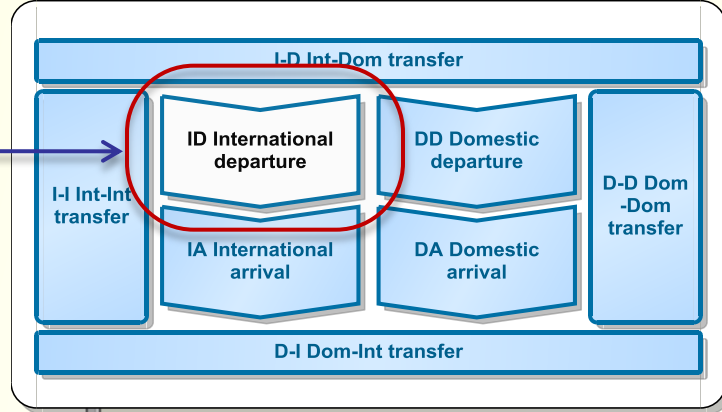 I-D Int-Dom transfer
ID International
departure
DD Domestic
departure
I-I Int-Int
transfer
D-D Dom
-Dom
transfer
IA International
arrival
DA Domestic
arrival
D-I Dom-Int transfer